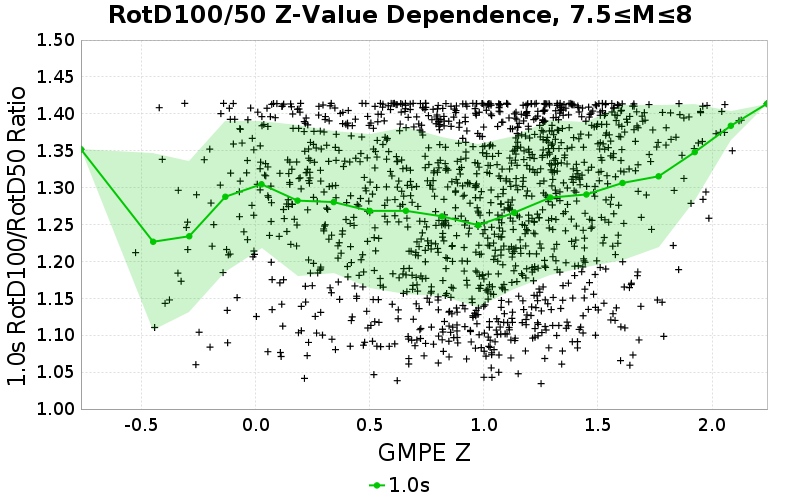 RotD100/50 Z-Value Dependence, 7.5≤M≤8
1.0s RotD100/RotD50 Ratio
1.50
1.45
1.40
1.35
1.30
1.25
1.20
1.15
1.10
1.05
1.00
-0.5 0.0 0.5 1.0 1.5 2.0
GMPE Z
1.0s